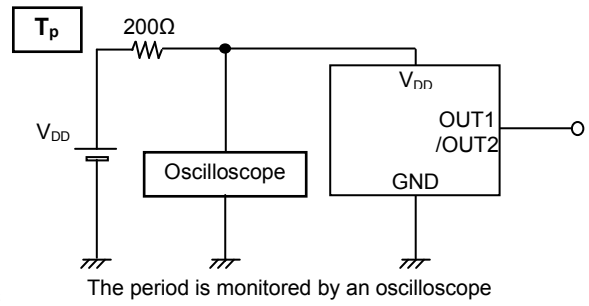 Tp
200Ω
VDD
VDD
OUT1
/OUT2
Oscilloscope
GND
The period is monitored by an oscilloscope